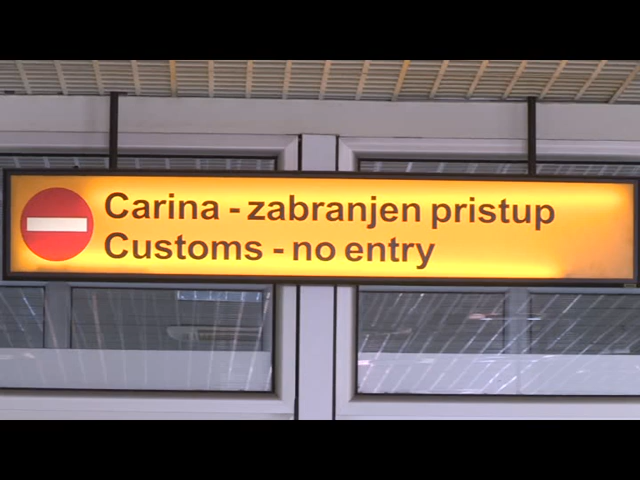 Carina - zabranjen pristup
Customs - no entry